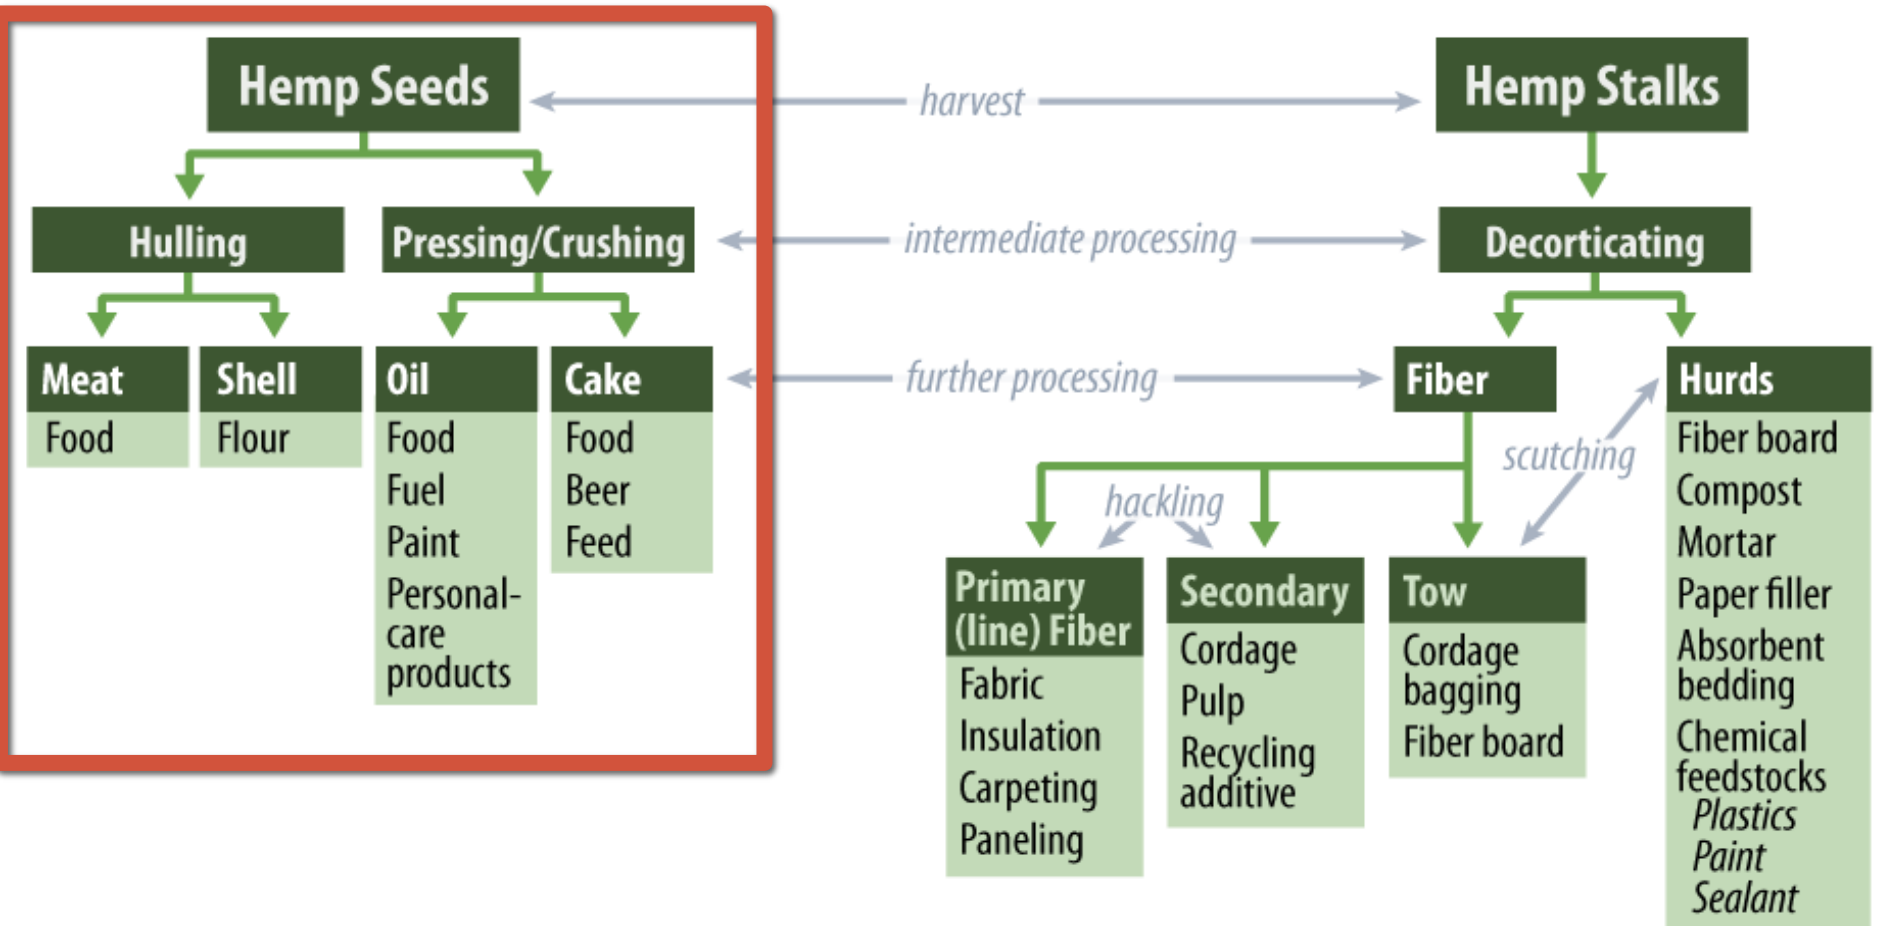 Hemp Seeds
harvest
Hemp Stalks
Hulling
Pressing/Crushing
intermediate processing
Decorticating
Meat
Food
Shell
Flour
Oil
Food
Fuel
Paint
Personal-
care
products
Cake
Food
Beer
Feed
further processing
Fiber
scutching
hackling
Primary
(line) Fiber
Fabric
Insulation
Carpeting
Paneling
Secondary
Cordage
Pulp
Recycling
additive
Tow
Cordage
bagging
Fiber board
Hurds
Fiber board
Compost
Mortar
Paper filler
Absorbent
bedding
Chemical
feedstocks
Plastics
Paint
Sealant